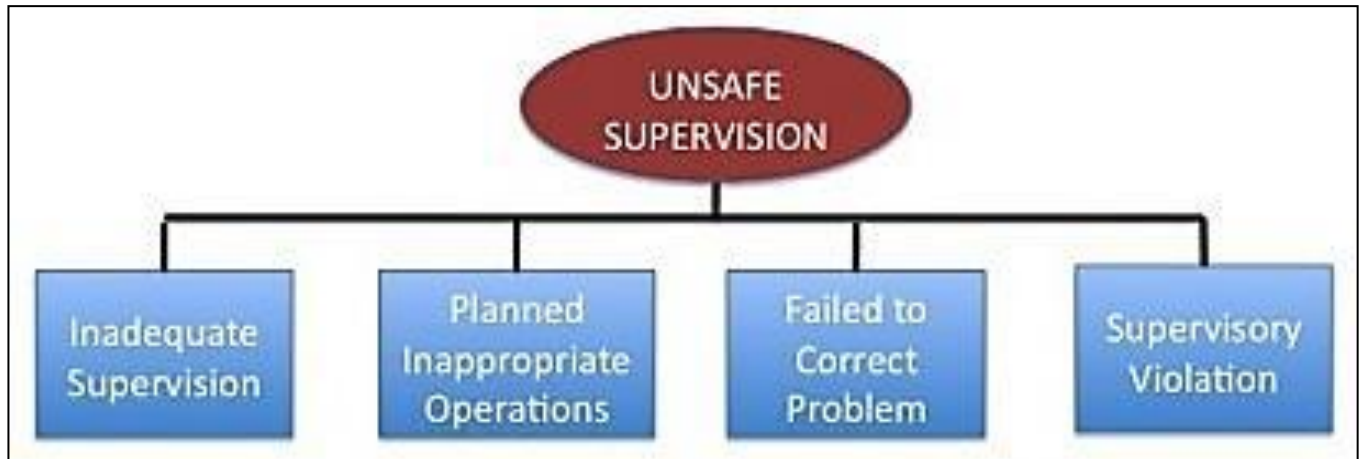 UNSAFE
SUPERVISION
Inadequate
Supervision
Planned
Inappropriate
Operations
Failed to
Correct
Problem
Supervisory
Violation